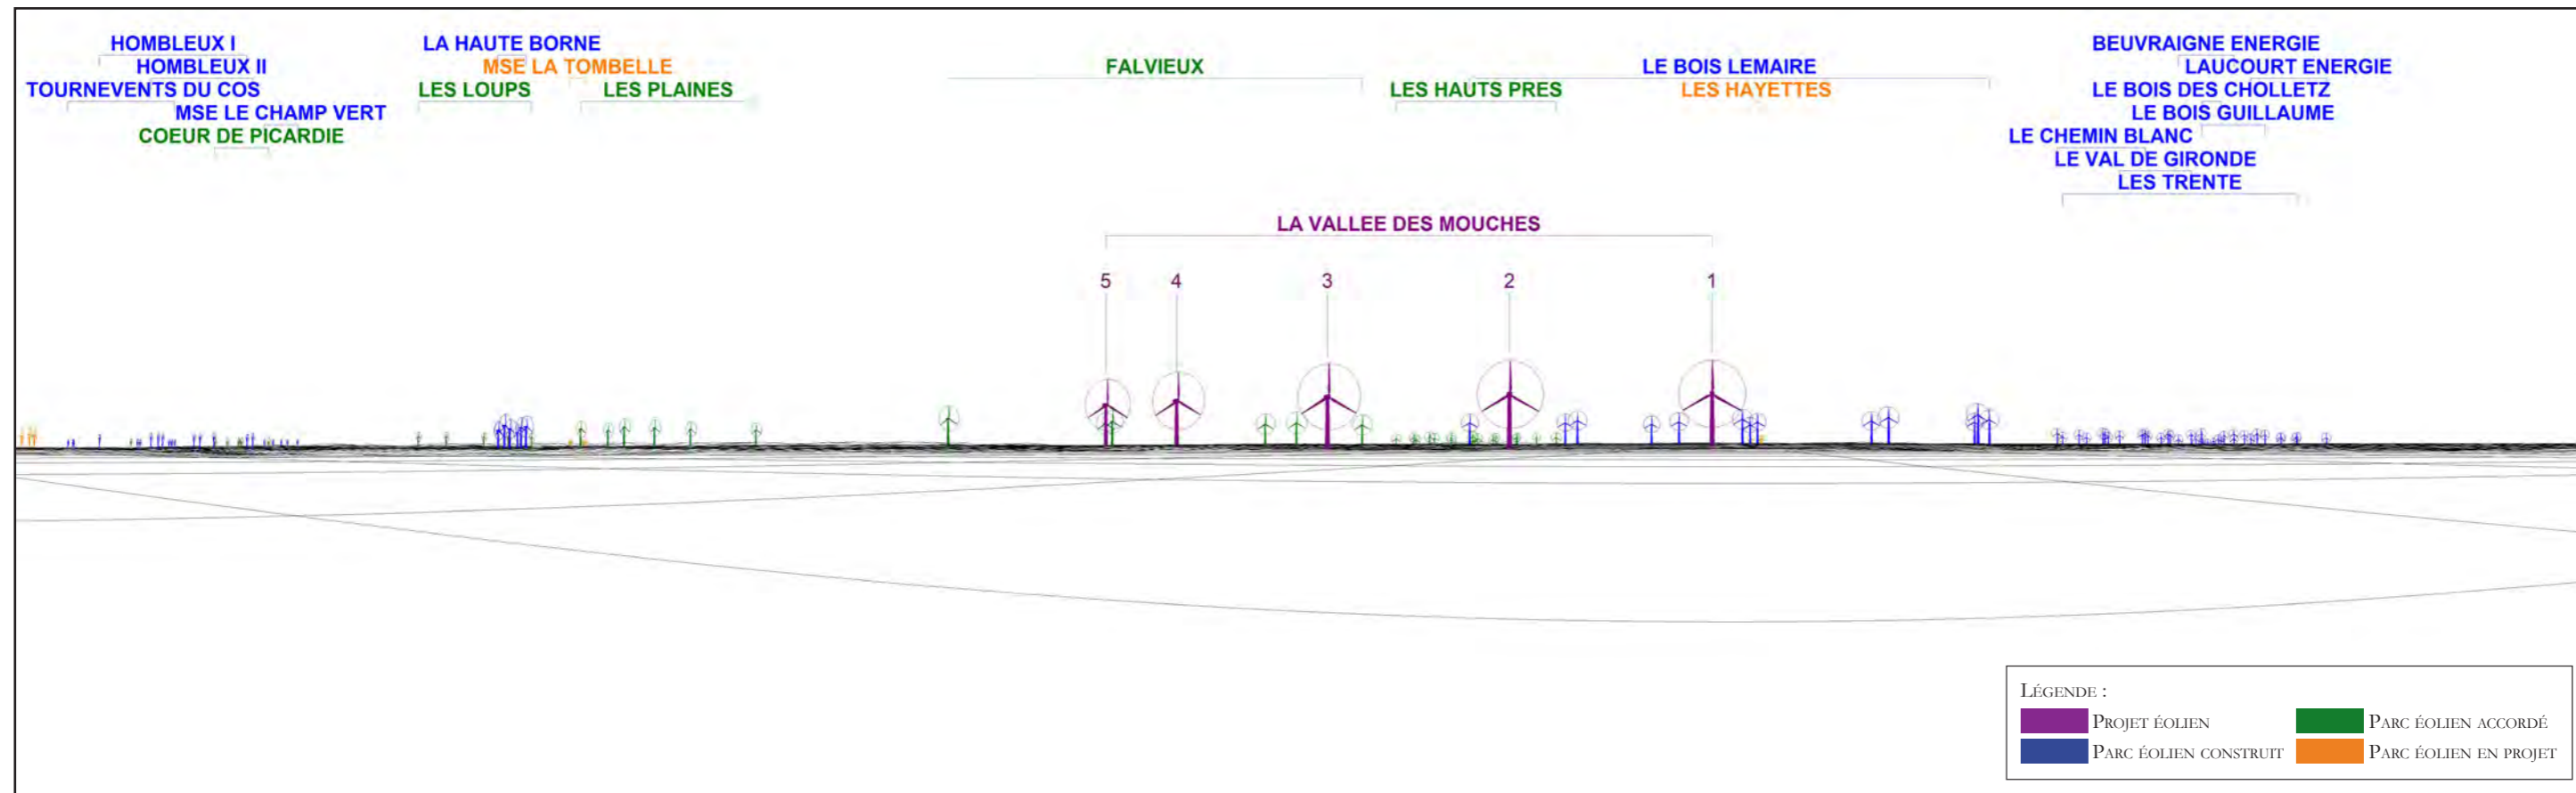 HOMBLEUX I
HOMBLEUX II
TOURNEVENTS DU COS
MSE LE CHAMP VERT
COEUR DE PICARDIE
LA HAUTE BORNE
MSE LA TOMBELLE
LES LOUPS
LES PLAINES
FALVIEUX
LES HAUTS PRES
LE BOIS LEMAIRE
LES HAYETTES
BEUVRAIGNE ENERGIE
LAUCOURT ENERGIE
LE BOIS DES CHOLLETZ
LE BOIS GUILLAUME
LE CHEMIN BLANC
LE VAL DE GIRONDE
LES TRENTE
LA VALLEE DES MOUCHES
5 4 3 2 1
LÉGENDE :
PROJET ÉOLIEN
PARC ÉOLIEN ACCORDÉ
PARC ÉOLIEN CONSTRUIT
PARC ÉOLIEN EN PROJET